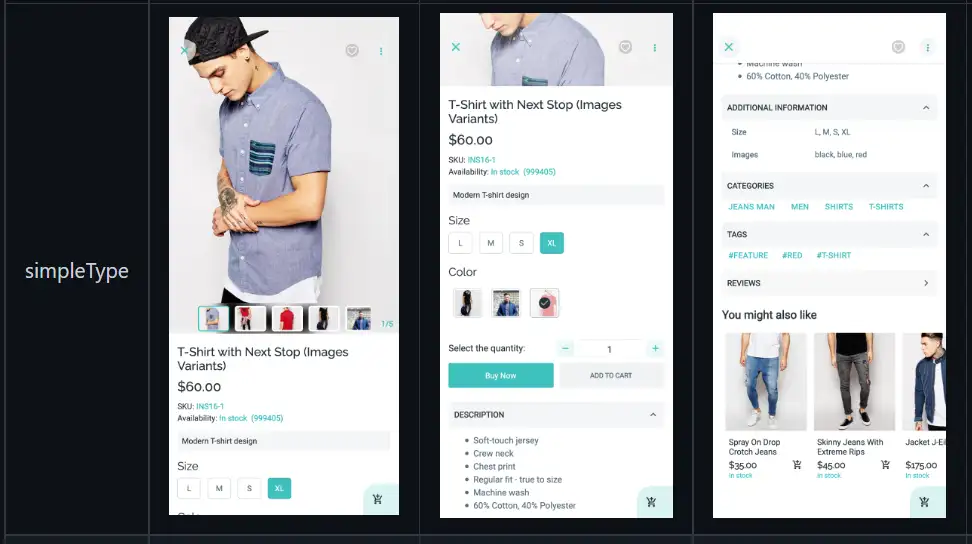 simpleType
1/5
T-Shirt with Next Stop (Images
Variants)
$60.00
SKU: INS16-1
Availability: In stock (999405)
Modern T-shirt design
Size
L
M
S
XL
T-Shirt with Next Stop (Images
Variants)
$60.00
SKU: INS16-1
Availability: In stock (999405)
Modern T-shirt design
Size
L
M
S
XL
Color
Select the quantity:
1
Buy Now
ADD TO CART
DESCRIPTION
Soft-touch jersey
Crew neck
Chest print
Regular fit - true to size
Machine wash
60% Cotton, 40% Polyester
Machine wash
60% Cotton, 40% Polyester
ADDITIONAL INFORMATION
Size L, M, S, XL
Images black, blue, red
CATEGORIES
JEANS MAN MEN SHIRTS T-SHIRTS
TAGS
#FEATURE #RED #T-SHIRT
REVIEWS
You might also like
Spray On Drop
Crotch Jeans
$35.00
In stock
Skinny Jeans With
Extreme Rips
$45.00
In stock
Jacket J-Ei
$175.00
In stock